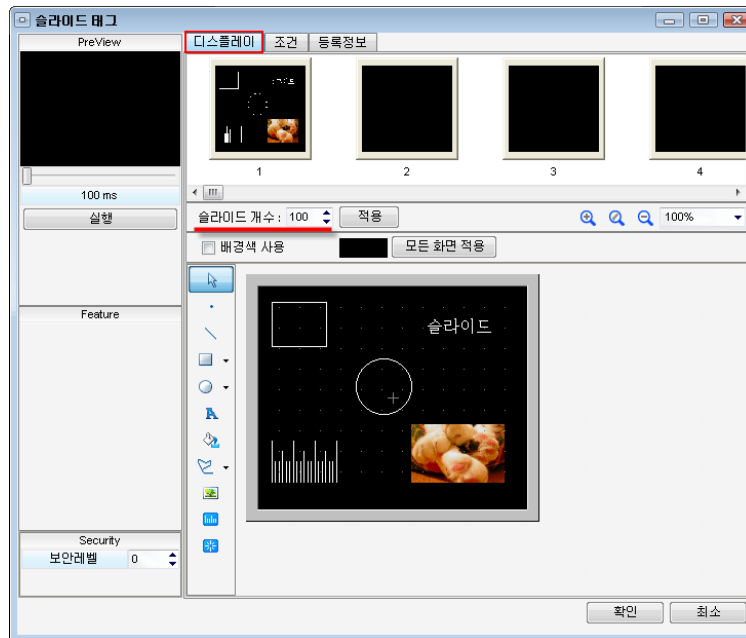 슬라이드 태그
PreView
디스플레이
조건
등록정보
1
2
3
4
100 ms
실행
슬라이드 개수 : 100
적용
100%
배경색 사용
모든 화면 적용
Feature
슬라이드
A
Security
보안레벨 0
확인
최소